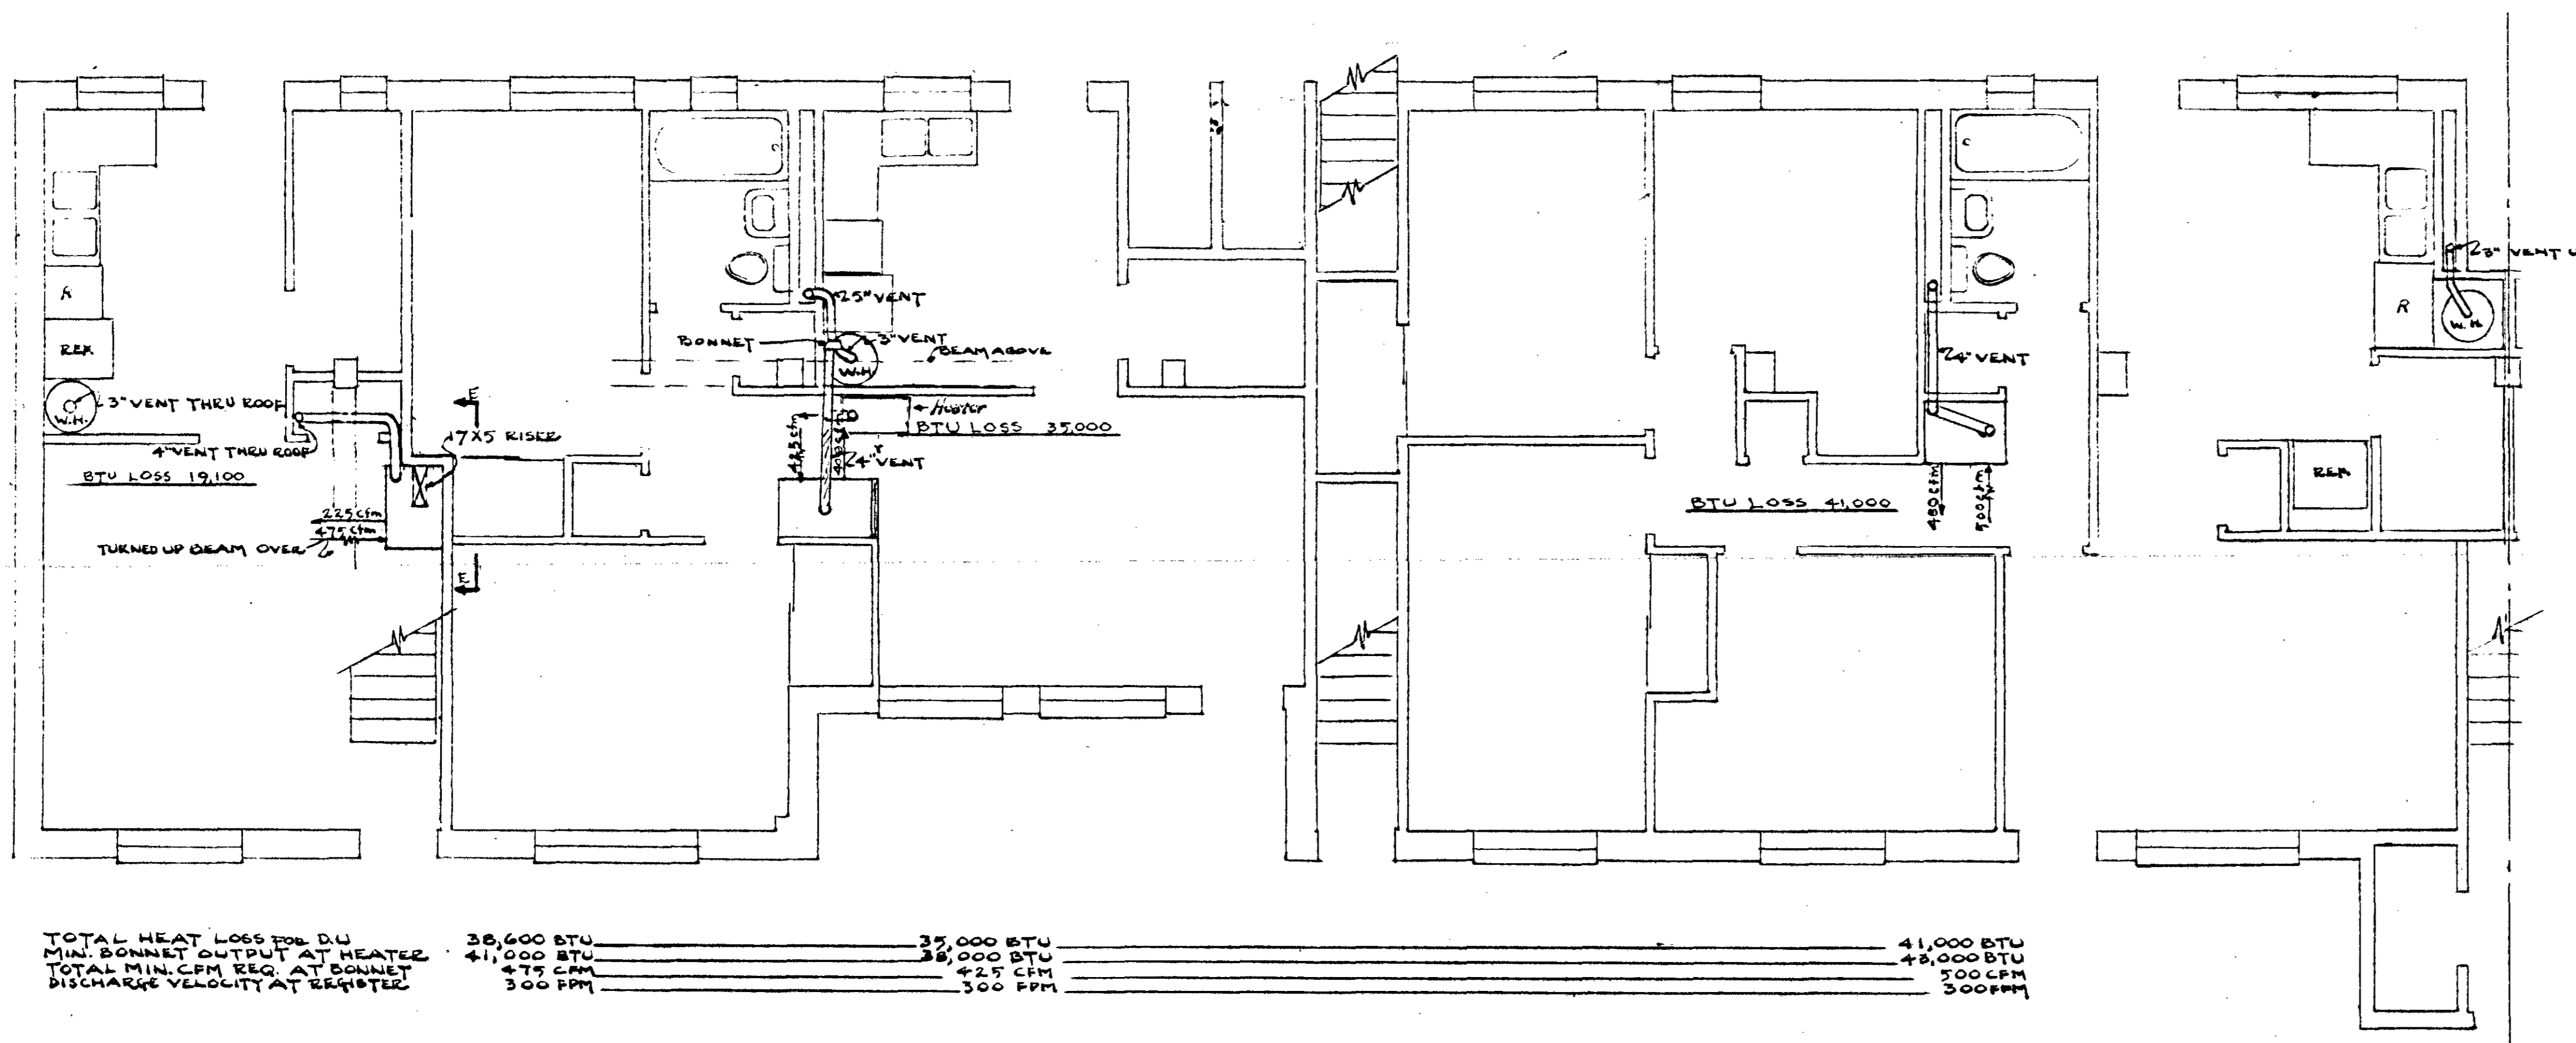 R
REF.
W.H.
3" VENT THRU ROOF
4" VENT THRU ROOF
BTU LOSS 19,100
225 cfm
475 cfm
TURNED UP BEAM OVER
17X5 RISER
E
E
25" VENT
BONNET
3" VENT
W.H.
BEAM ABOVE
Heater
BTU LOSS 35,000
425 cfm
24" VENT
24" VENT
BTU LOSS 41,000
480 cfm
500 cfm
3" VENT
R
W.H.
REF.
TOTAL HEAT LOSS FOR D.U 38,600 BTU 35,000 BTU 41,000 BTU
MIN. BONNET OUTPUT AT HEATER 41,000 BTU 38,000 BTU 43,000 BTU
TOTAL MIN. CFM REQ. AT BONNET 475 CFM 425 CFM 500 CFM
DISCHARGE VELOCITY AT REGISTER 300 FPM 300 FPM 300 FPM